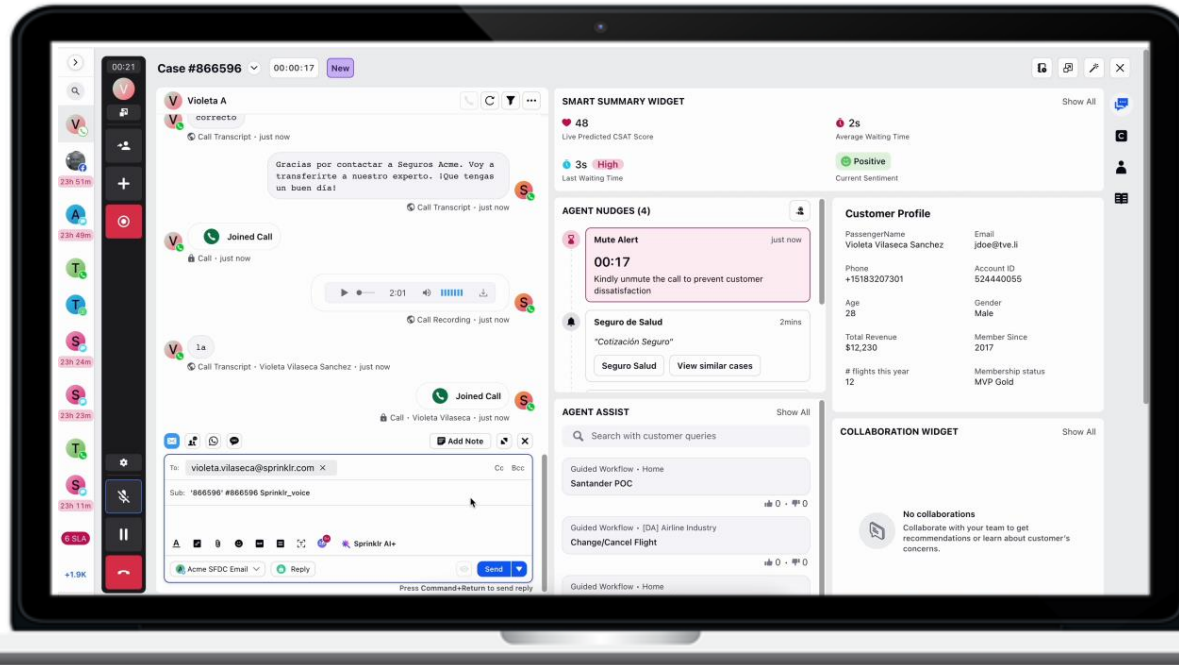 00:21
Case #866596
00:00:17
New
V
Violeta A
V
correcto
Call Transcript • just now
Gracias por contactar a Seguros Acme. Voy a
transferirte a nuestro experto. ¡Que tengas
un buen día!
S
Call Transcript • just now
V
Joined Call
Call • just now
2:01
S
Call Recording • just now
V
la
Call Transcript • Violeta Vilaseca Sanchez • just now
Joined Call
S
Call • Violeta Vilaseca • just now
Add Note
To:
violeta.vilaseca@sprinklr.com ×
Cc Bcc
Sub: '866596' #866596 Sprinklr_voice
A
Sprinklr AI+
Acme SFDC Email
Reply
Send
Press Command+Return to send reply
V
V
23h 51m
A
23h 49m
T
T
S
23h 24m
S
23h 23m
T
S
23h 11m
6 SLA
+1.9K
SMART SUMMARY WIDGET
Show All
48
Live Predicted CSAT Score
2s
Average Waiting Time
3s High
Last Waiting Time
Positive
Current Sentiment
AGENT NUDGES (4)
Mute Alert
just now
00:17
Kindly unmute the call to prevent customer
dissatisfaction
Seguro de Salud
2mins
"Cotización Seguro"
Seguro Salud
View similar cases
Customer Profile
PassengerName
Violeta Vilaseca Sanchez
Email
jdoe@tve.li
Phone
+15183207301
Account ID
524440055
Age
28
Gender
Male
Total Revenue
$12,230
Member Since
2017
# flights this year
12
Membership status
MVP Gold
AGENT ASSIST
Show All
Search with customer queries
Guided Workflow • Home
Santander POC
0 • 0
Guided Workflow • [DA] Airline Industry
Change/Cancel Flight
0 • 0
Guided Workflow • Home
COLLABORATION WIDGET
Show All
No collaborations
Collaborate with your team to get
recommendations or learn about customer's
concerns.
C